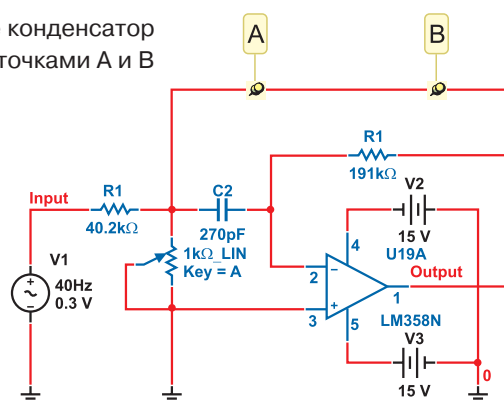 конденсатор
точками А и В
A
B
R1
191kΩ
Input
R1
40.2kΩ
C2
270pF
V2
15 V
4
U19A
1kΩ_LIN
Key = A
V1
40Hz
0.3 V
2
3
1
Output
5
LM358N
V3
15 V
0